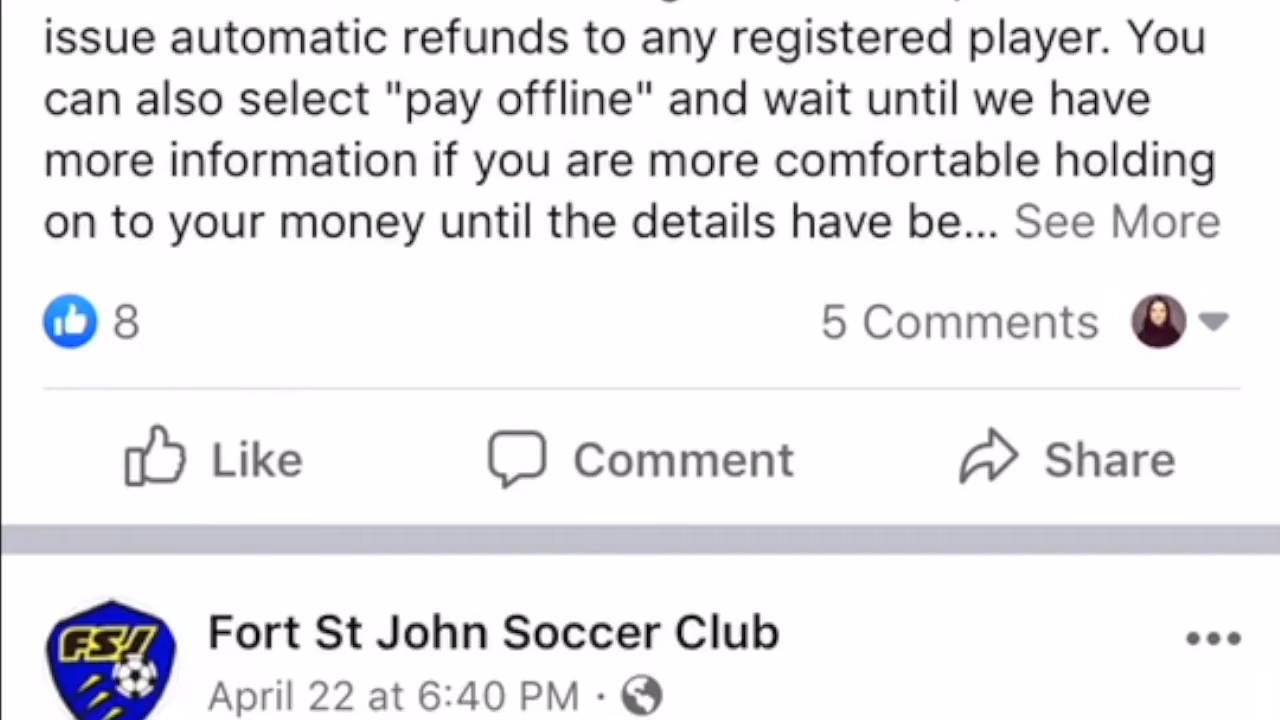 issue automatic refunds to any registered player. You
can also select "pay offline" and wait until we have
more information if you are more comfortable holding
on to your money until the details have be... See More
8 5 Comments
Like Comment Share
FSJ
Fort St John Soccer Club
April 22 at 6:40 PM ·